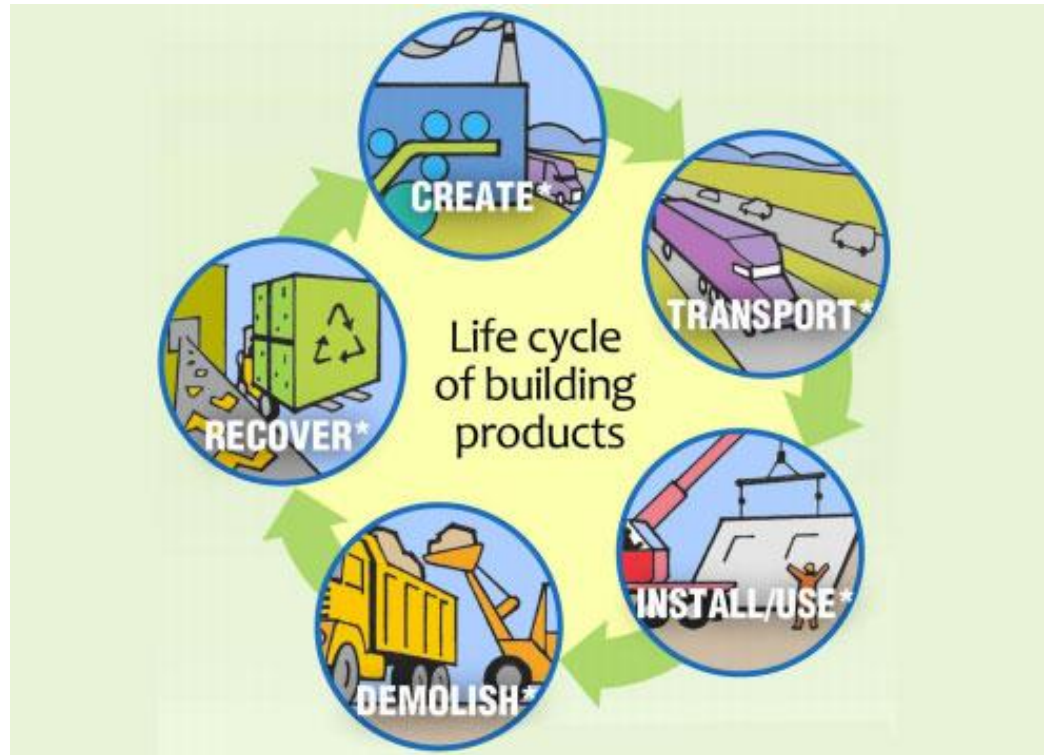 CREATE*
TRANSPORT*
Life cycle
of building
products
RECOVER*
INSTALL/USE*
DEMOLISH*